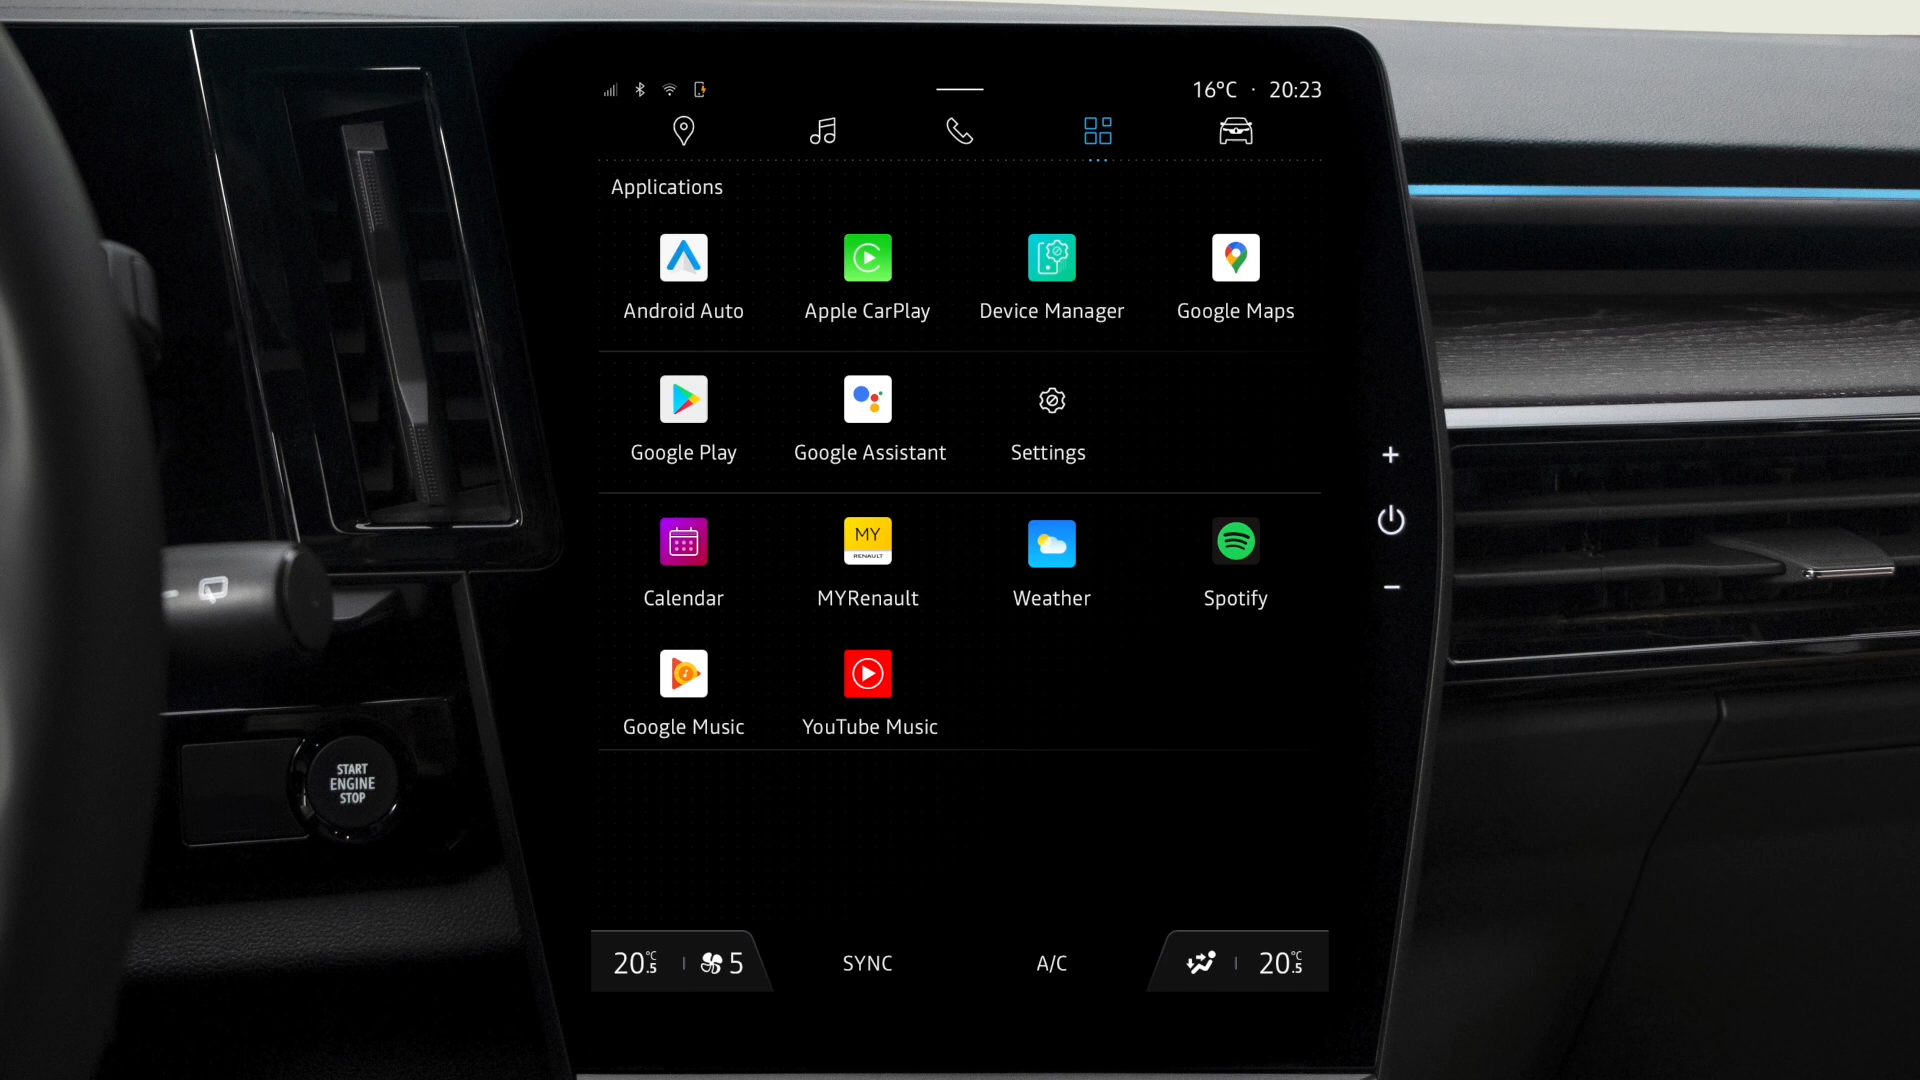 16°C · 20:23
Applications
Android Auto
Apple CarPlay
Device Manager
Google Maps
Google Play
Google Assistant
Settings
MY
RENAULT
Calendar
MYRenault
Weather
Spotify
Google Music
YouTube Music
START
ENGINE
STOP
20.5°C
5
SYNC
A/C
20.5°C